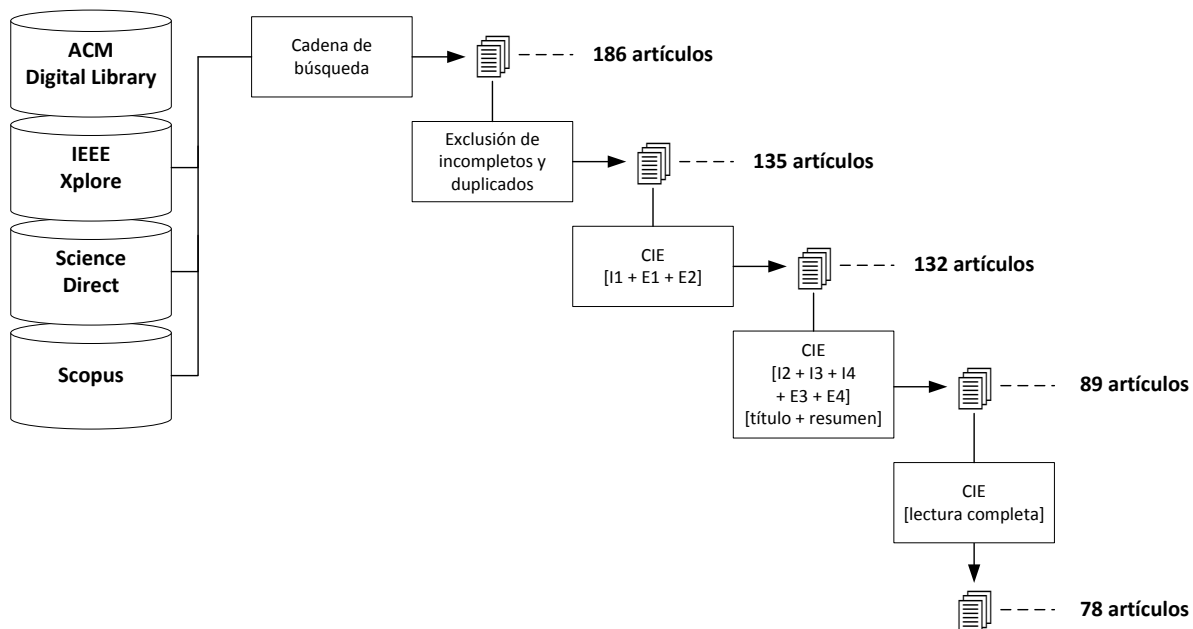 ACM
Digital Library
IEEE
Xplore
Science
Direct
Scopus
Cadena de
búsqueda
186 artículos
Exclusión de
incompletos y
duplicados
135 artículos
CIE
[I1 + E1 + E2]
132 artículos
CIE
[I2 + I3 + I4
+ E3 + E4]
[título + resumen]
89 artículos
CIE
[lectura completa]
78 artículos